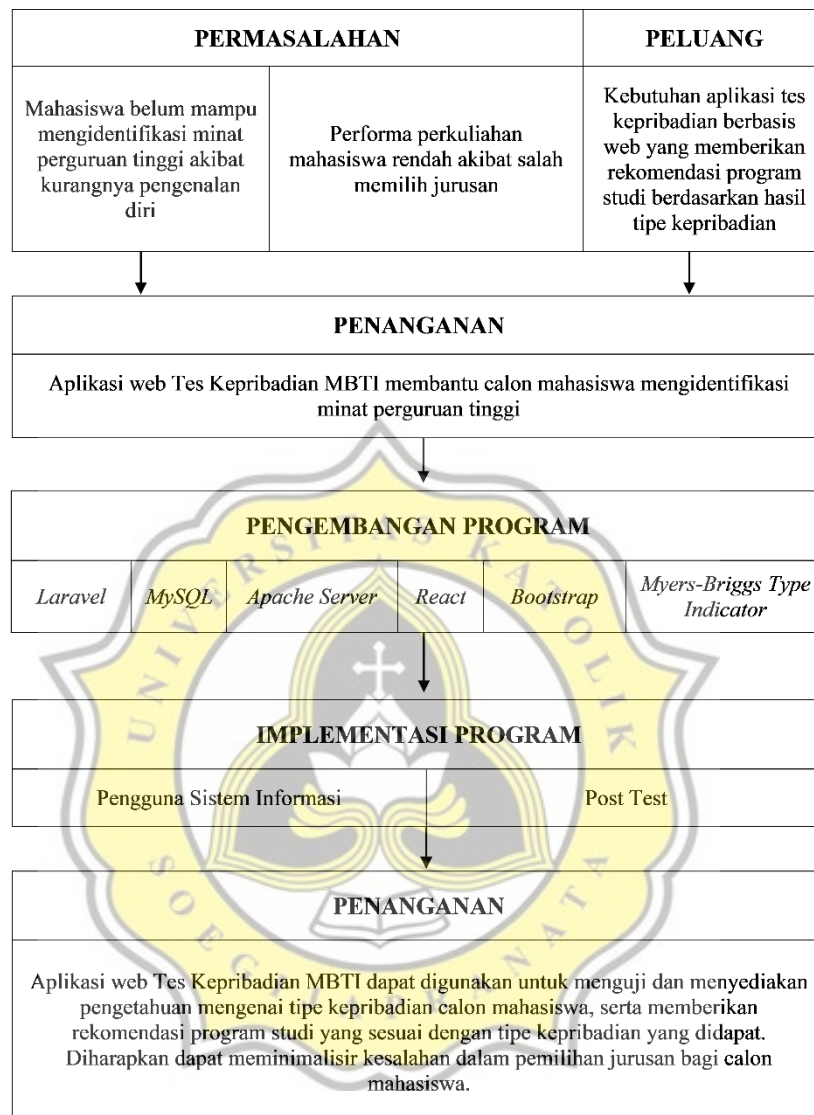 PERMASALAHAN
PELUANG
Mahasiswa belum mampu
mengidentifikasi minat
perguruan tinggi akibat
kurangnya pengenalan
diri
Performa perkuliahan
mahasiswa rendah akibat salah
memilih jurusan
Kebutuhan aplikasi tes
kepribadian berbasis
web yang memberikan
rekomendasi program
studi berdasarkan hasil
tipe kepribadian
PENANGANAN
Aplikasi web Tes Kepribadian MBTI membantu calon mahasiswa mengidentifikasi
minat perguruan tinggi
PENGEMBANGAN PROGRAM
Laravel
MySQL
Apache Server
React
Bootstrap
Myers-Briggs Type
Indicator
IMPLEMENTASI PROGRAM
Pengguna Sistem Informasi
Post Test
PENANGANAN
Aplikasi web Tes Kepribadian MBTI dapat digunakan untuk menguji dan menyediakan
pengetahuan mengenai tipe kepribadian calon mahasiswa, serta memberikan
rekomendasi program studi yang sesuai dengan tipe kepribadian yang didapat.
Diharapkan dapat meminimalisir kesalahan dalam pemilihan jurusan bagi calon
mahasiswa.
UNIVERSITAS KATOLIK
SOEGIJAPRANATA